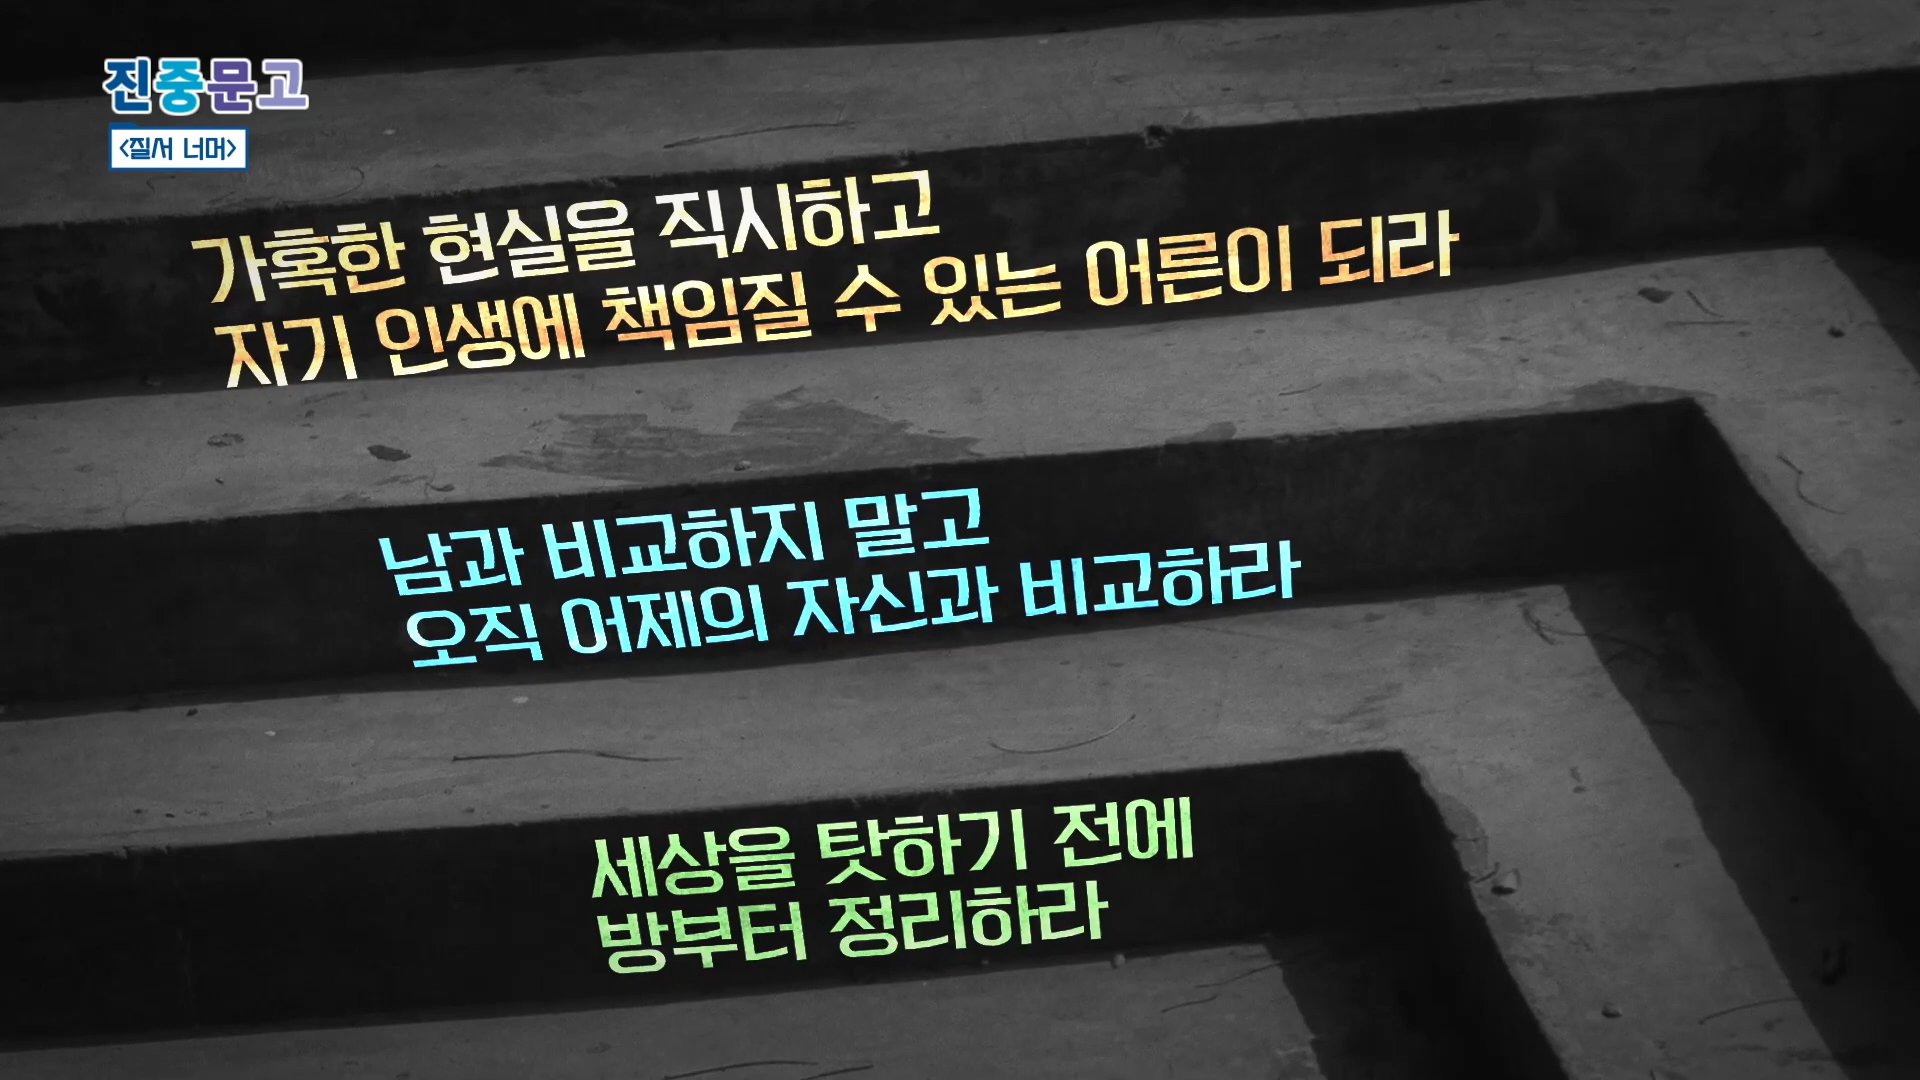 진중문고
<질서 너머>
가혹한 현실을 직시하고
자기 인생에 책임질 수 있는 어른이 되라
남과 비교하지 말고
오직 어제의 자신과 비교하라
세상을 탓하기 전에
방부터 정리하라